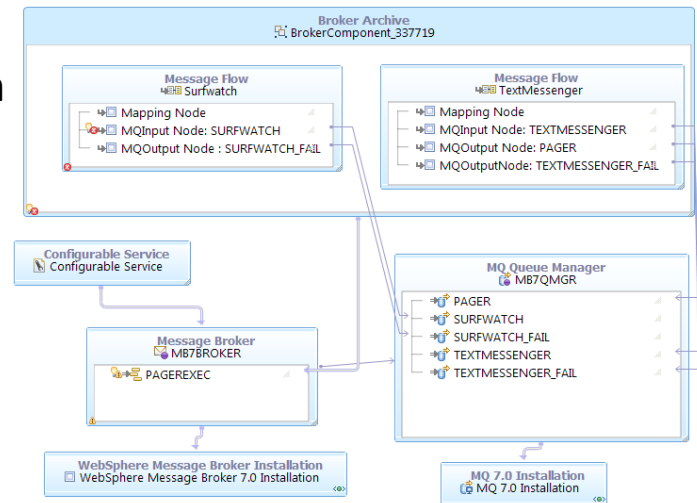 Broker Archive
BrokerComponent_337719
Message Flow
Surfwatch
Mapping Node
MQInput Node: SURFWATCH
MQOutput Node : SURFWATCH_FAIL
Message Flow
TextMessenger
Mapping Node
MQInput Node: TEXTMESSENGER
MQOutput Node: PAGER
MQOutputNode: TEXTMESSENGER_FAIL
Configurable Service
Configurable Service
Message Broker
MB7BROKER
PAGEREXEC
MQ Queue Manager
MB7QMGR
PAGER
SURFWATCH
SURFWATCH_FAIL
TEXTMESSENGER
TEXTMESSENGER_FAIL
WebSphere Message Broker Installation
WebSphere Message Broker 7.0 Installation
MQ 7.0 Installation
MQ 7.0 Installation